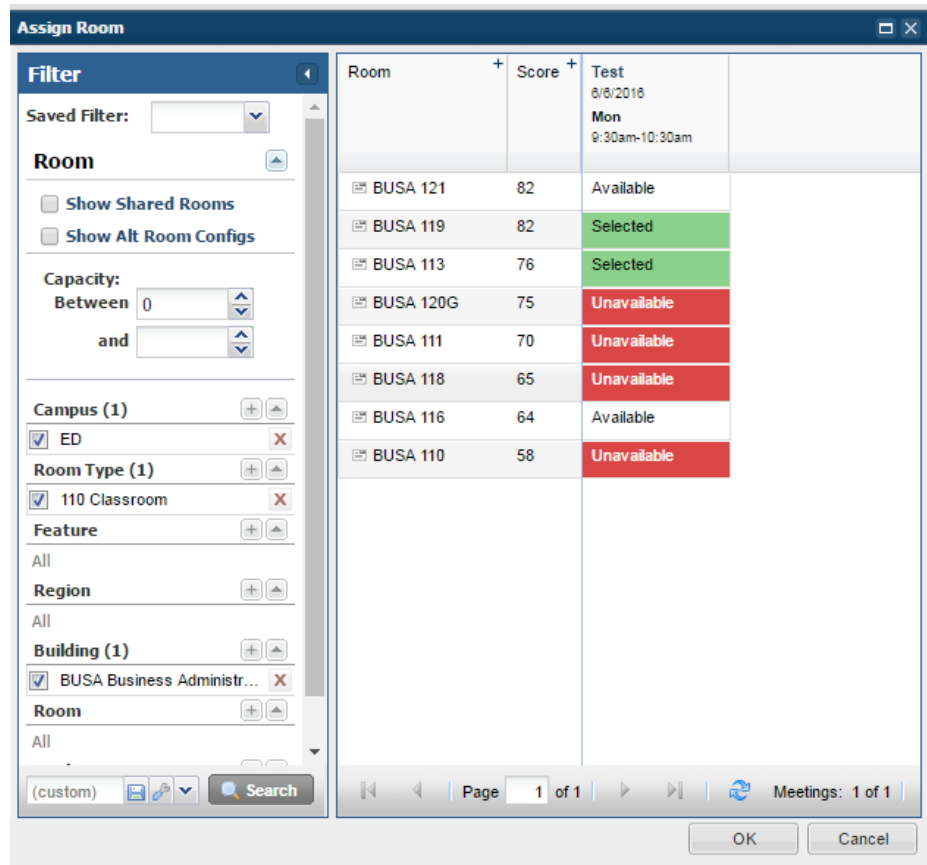 Assign Room
Filter
Saved Filter:
Room
Show Shared Rooms
Show Alt Room Configs
Capacity:
Between 0
and
Campus (1)
ED
X
Room Type (1)
110 Classroom
X
Feature
All
Region
All
Building (1)
BUSA Business Administr... X
Room
All
(custom) Search
Room + Score + Test
6/6/2016
Mon
9:30am-10:30am
BUSA 121 82 Available
BUSA 119 82 Selected
BUSA 113 76 Selected
BUSA 120G 75 Unavailable
BUSA 111 70 Unavailable
BUSA 118 65 Unavailable
BUSA 116 64 Available
BUSA 110 58 Unavailable
Page 1 of 1 Meetings: 1 of 1
OK Cancel